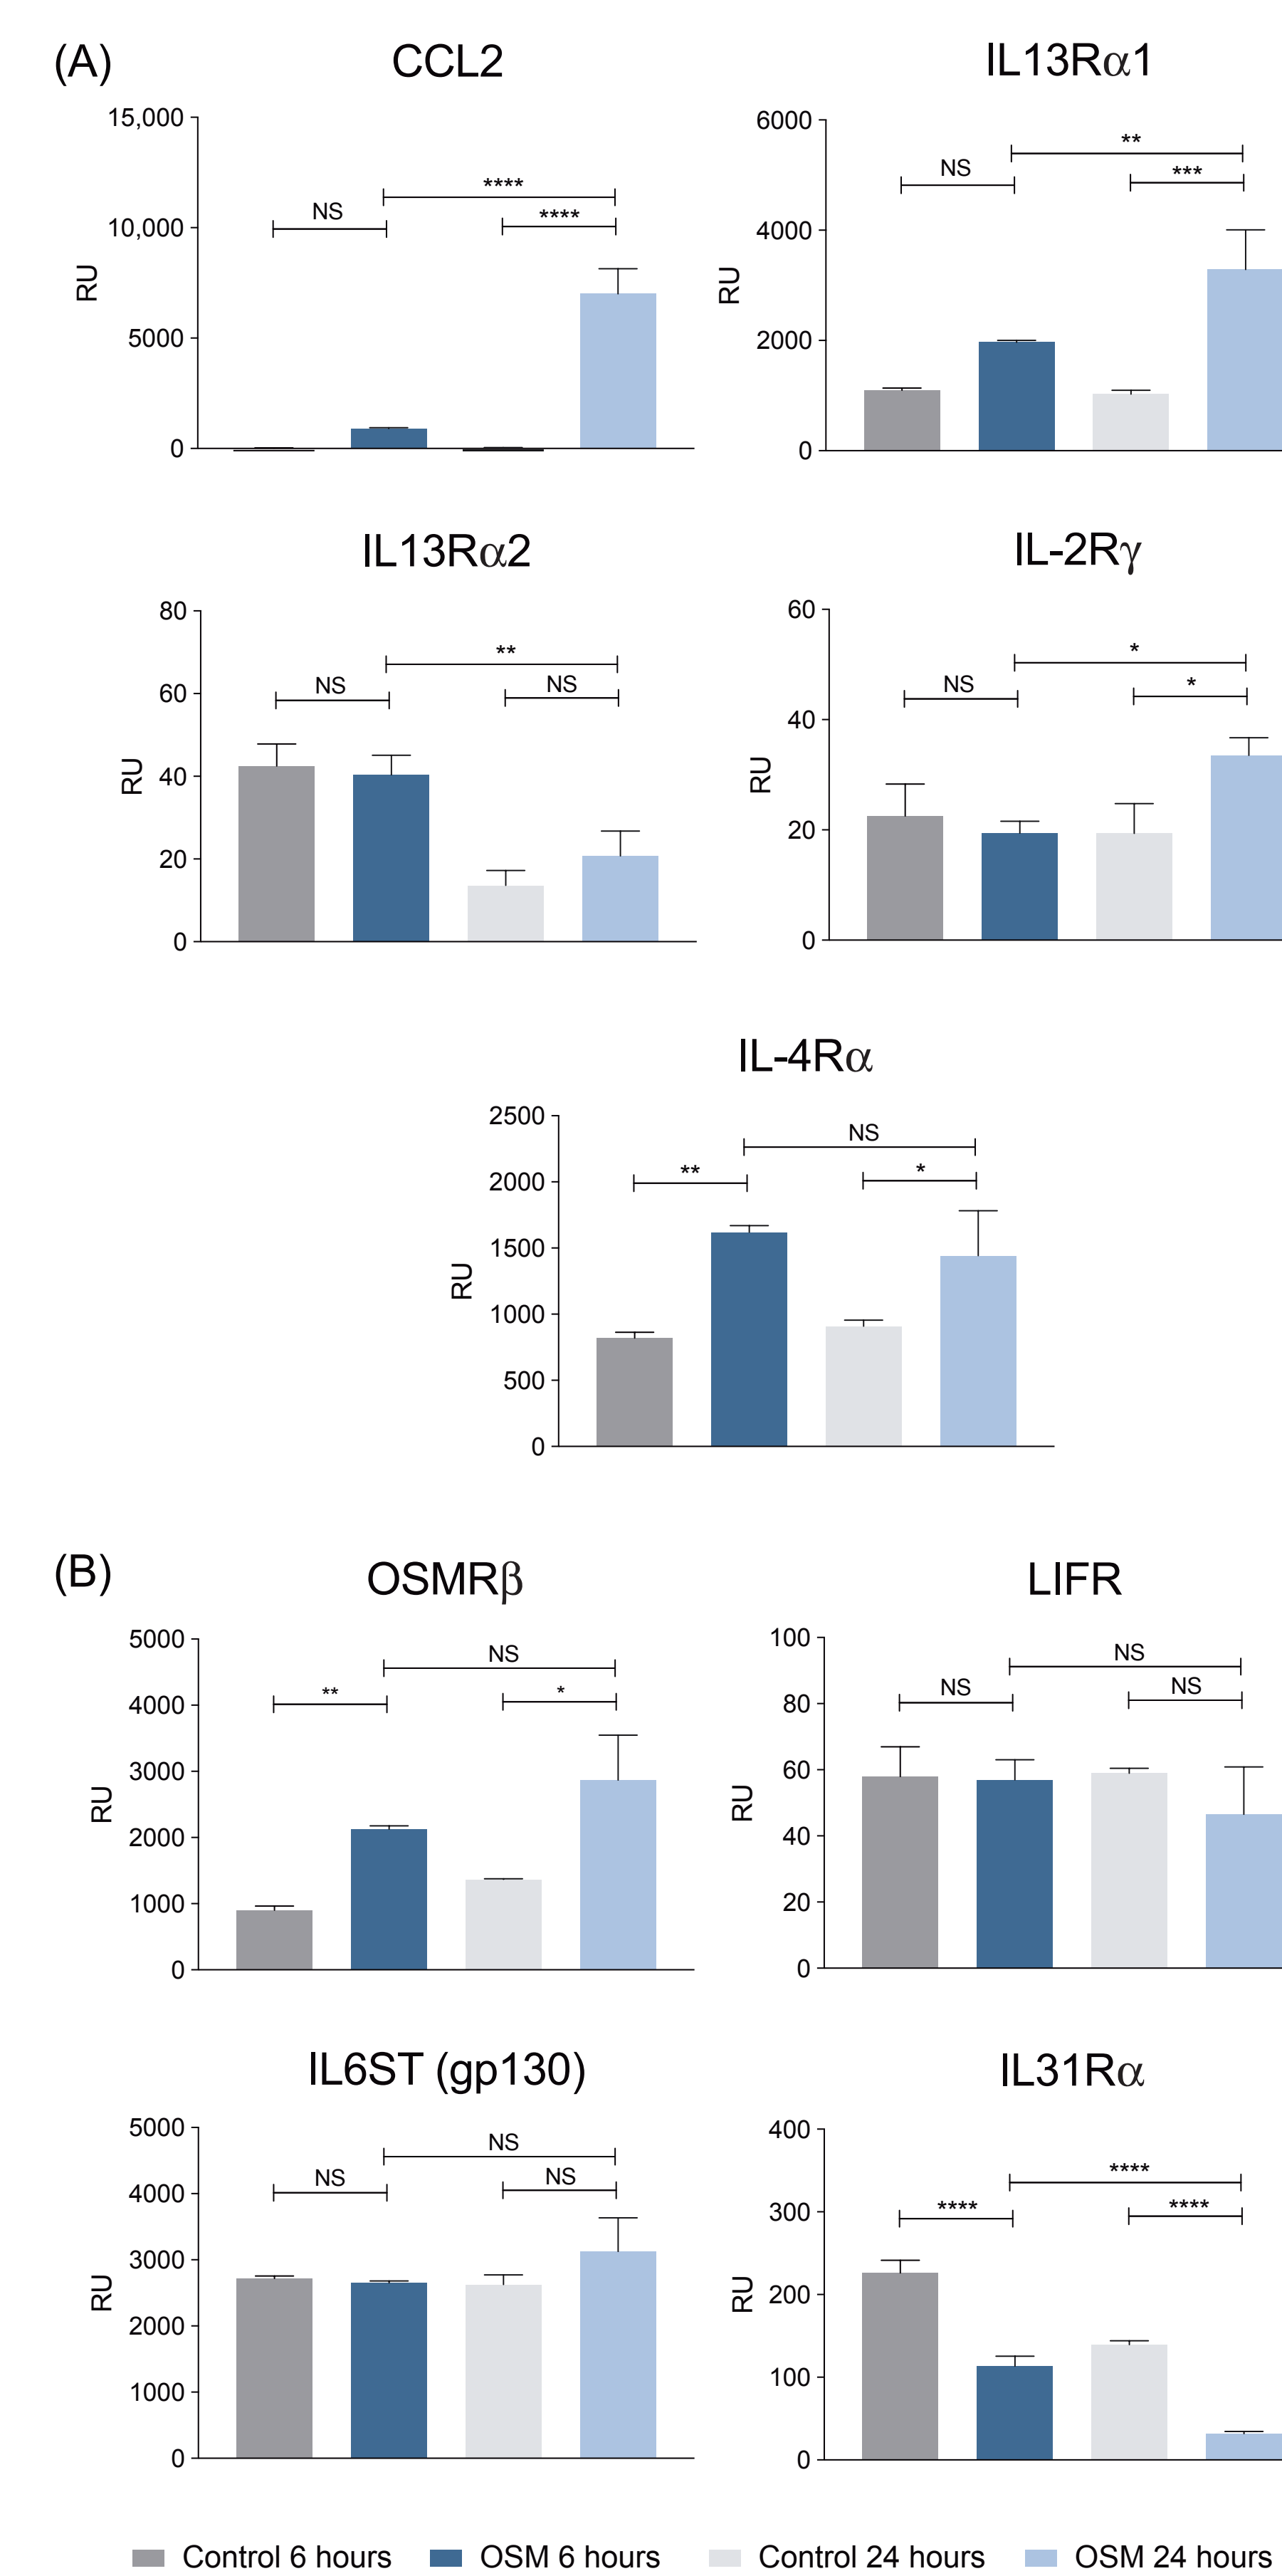 (A)
CCL2
15,000
10,000
5000
0
RU
NS
****
****
IL13Rα1
6000
4000
2000
0
RU
NS
**
***
IL13Rα2
80
60
40
20
0
RU
NS
**
NS
IL-2Rγ
60
40
20
0
RU
NS
*
*
IL-4Rα
2500
2000
1500
1000
500
0
RU
**
NS
*
(B)
OSMRβ
5000
4000
3000
2000
1000
0
RU
**
NS
*
LIFR
100
80
60
40
20
0
RU
NS
NS
NS
IL6ST (gp130)
5000
4000
3000
2000
1000
0
RU
NS
NS
NS
IL31Rα
400
300
200
100
0
RU
****
****
****
Control 6 hours OSM 6 hours Control 24 hours OSM 24 hours